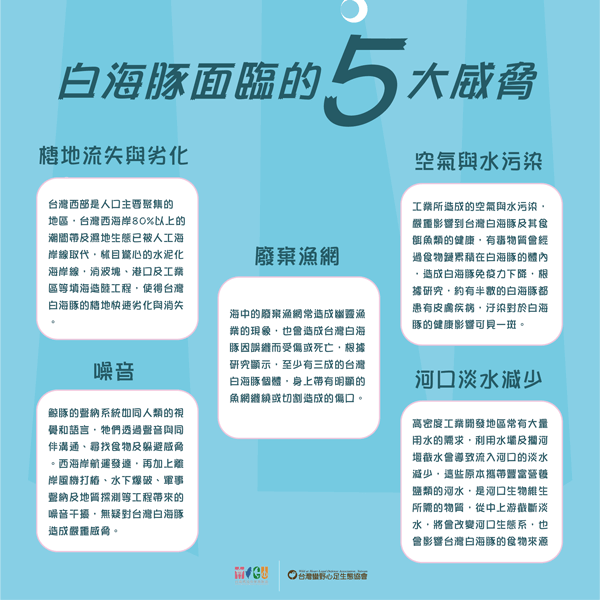 白海豚面臨的5大威脅
棲地流失與劣化
台灣西部是人口主要聚集的
地區，台灣西海岸80%以上的
潮間帶及濕地生態已被人工海
岸線取代，觸目驚心的水泥化
海岸線，消波塊、港口及工業
區等填海造陸工程，使得台灣
白海豚的棲地快速劣化與消失
。
噪音
鯨豚的聲納系統如同人類的視
覺和語言，牠們透過聲音與同
伴溝通、尋找食物及躲避威脅
。西海岸航運發達，再加上離
岸風機打樁、水下爆破、軍事
聲納及地質探測等工程帶來的
噪音干擾，無疑對台灣白海豚
造成嚴重威脅。
廢棄漁網
海中的廢棄漁網常造成幽靈漁
業的現象，也會造成台灣白海
豚因誤纏而受傷或死亡，根據
研究顯示，至少有三成的台灣
白海豚個體，身上帶有明顯的
魚網纏繞或切割造成的傷口。
空氣與水污染
工業所造成的空氣與水污染，
嚴重影響到台灣白海豚及其食
餌魚類的健康，有毒物質會經
過食物鏈累積在白海豚的體內
，造成白海豚免疫力下降，根
據研究，約有半數的白海豚都
患有皮膚疾病，汙染對於白海
豚的健康影響可見一斑。
河口淡水減少
高密度工業開發地區常有大量
用水的需求，利用水壩及攔河
堰截水會導致流入河口的淡水
減少，這些原本攜帶豐富營養
鹽類的河水，是河口生物維生
所需的物質，從中上游截斷淡
水，將會改變河口生態系，也
會影響台灣白海豚的食物來源
台灣蠻野心足生態協會